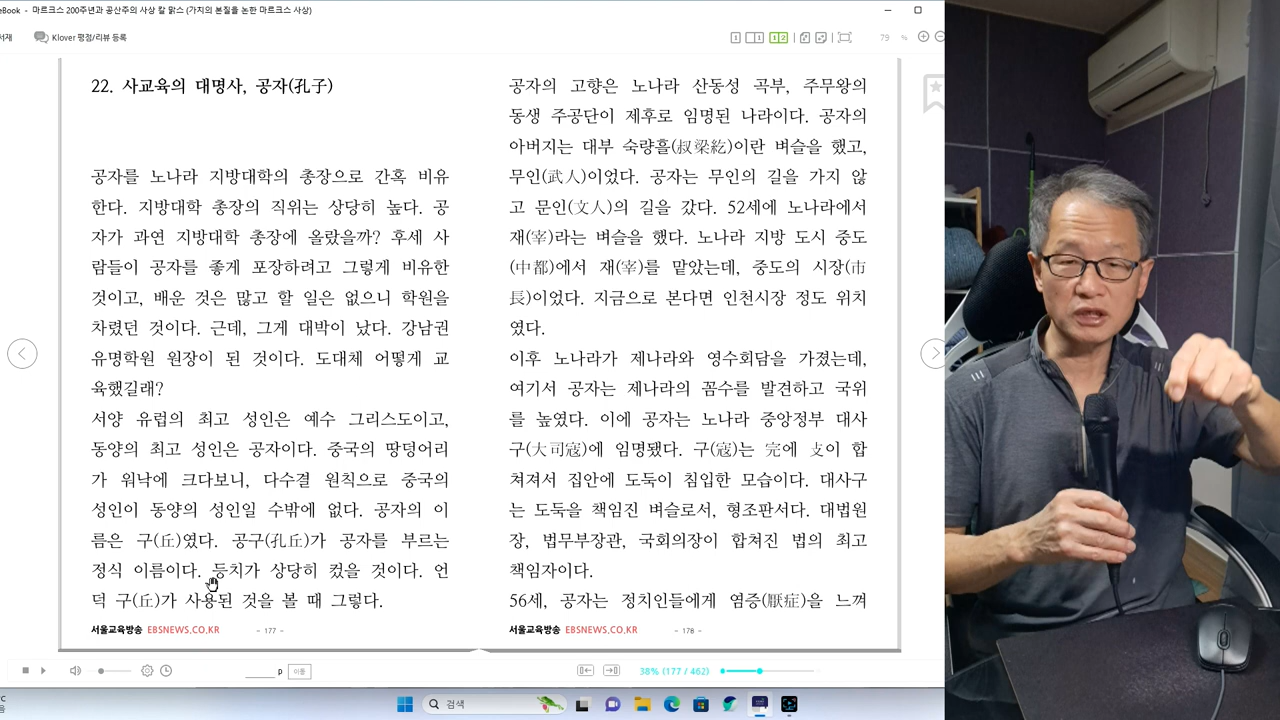 eBook - 마르크스 200주년과 공산주의 사상 칼 맑스 (가치의 본질을 논한 마르크스 사상)
서재 Klover 평점/리뷰 등록
79 %
22. 사교육의 대명사, 공자(孔子)
공자를 노나라 지방대학의 총장으로 간혹 비유
한다. 지방대학 총장의 직위는 상당히 높다. 공
자가 과연 지방대학 총장에 올랐을까? 후세 사
람들이 공자를 좋게 포장하려고 그렇게 비유한
것이고, 배운 것은 많고 할 일은 없으니 학원을
차렸던 것이다. 근데, 그게 대박이 났다. 강남권
유명학원 원장이 된 것이다. 도대체 어떻게 교
육했길래?
서양 유럽의 최고 성인은 예수 그리스도이고,
동양의 최고 성인은 공자이다. 중국의 땅덩어리
가 워낙에 크다보니, 다수결 원칙으로 중국의
성인이 동양의 성인일 수밖에 없다. 공자의 이
름은 구(丘)였다. 공구(孔丘)가 공자를 부르는
정식 이름이다. 등치가 상당히 컸을 것이다. 언
덕 구(丘)가 사용된 것을 볼 때 그렇다.
서울교육방송 EBSNEWS.CO.KR - 177 -
공자의 고향은 노나라 산동성 곡부, 주무왕의
동생 주공단이 제후로 임명된 나라이다. 공자의
아버지는 대부 숙량흘(叔梁紇)이란 벼슬을 했고,
무인(武人)이었다. 공자는 무인의 길을 가지 않
고 문인(文人)의 길을 갔다. 52세에 노나라에서
재(宰)라는 벼슬을 했다. 노나라 지방 도시 중도
(中都)에서 재(宰)를 맡았는데, 중도의 시장(市
長)이었다. 지금으로 본다면 인천시장 정도 위치
였다.
이후 노나라가 제나라와 영수회담을 가졌는데,
여기서 공자는 제나라의 꼼수를 발견하고 국위
를 높였다. 이에 공자는 노나라 중앙정부 대사
구(大司寇)에 임명됐다. 구(寇)는 完에 攴이 합
쳐져서 집안에 도둑이 침입한 모습이다. 대사구
는 도둑을 책임진 벼슬로서, 형조판서다. 대법원
장, 법무부장관, 국회의장이 합쳐진 법의 최고
책임자이다.
56세, 공자는 정치인들에게 염증(厭症)을 느껴
서울교육방송 EBSNEWS.CO.KR - 178 -
p 이동
38% (177 / 462)
검색